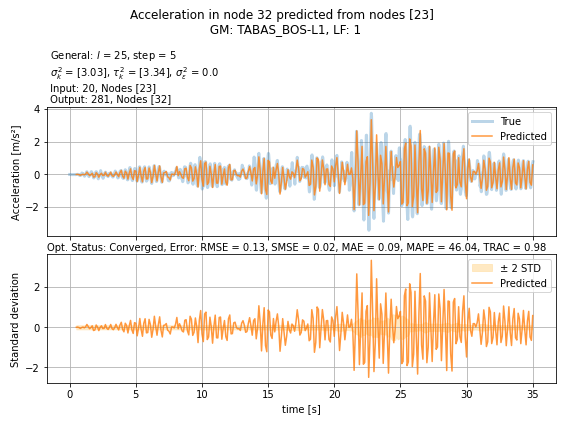 Acceleration in node 32 predicted from nodes [23]
GM: TABAS_BOS-L1, LF: 1
General: l = 25, step = 5
σ²ₖ = [3.03], τ²ₖ = [3.34], σ²ε = 0.0
Input: 20, Nodes [23]
Output: 281, Nodes [32]
4
2
0
−2
Acceleration [m/s²]
True
Predicted
Opt. Status: Converged, Error: RMSE = 0.13, SMSE = 0.02, MAE = 0.09, MAPE = 46.04, TRAC = 0.98
2
0
−2
Standard deviation
± 2 STD
Predicted
0 5 10 15 20 25 30 35
time [s]